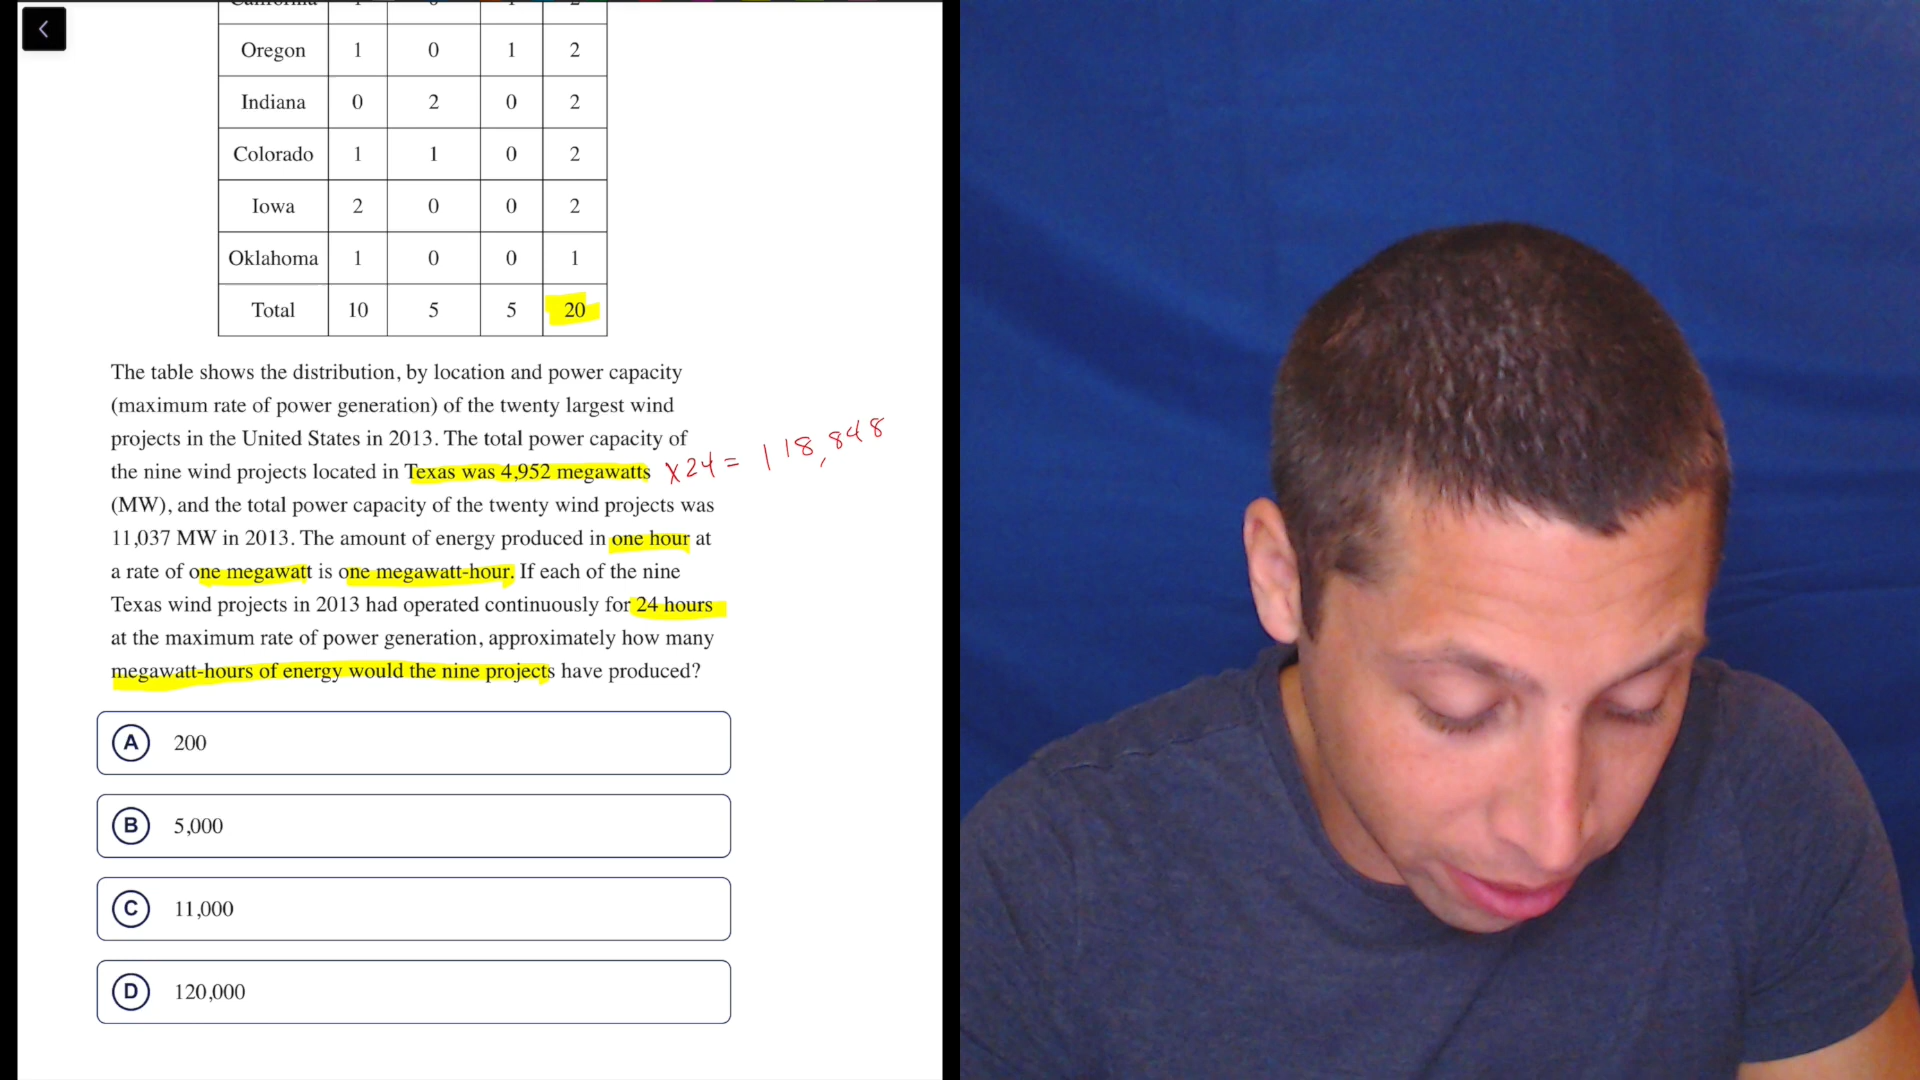 California 1 0 1 2
Oregon 1 0 1 2
Indiana 0 2 0 2
Colorado 1 1 0 2
Iowa 2 0 0 2
Oklahoma 1 0 0 1
Total 10 5 5 20
The table shows the distribution, by location and power capacity
(maximum rate of power generation) of the twenty largest wind
projects in the United States in 2013. The total power capacity of
the nine wind projects located in Texas was 4,952 megawatts x24 = 118,848
(MW), and the total power capacity of the twenty wind projects was
11,037 MW in 2013. The amount of energy produced in one hour at
a rate of one megawatt is one megawatt-hour. If each of the nine
Texas wind projects in 2013 had operated continuously for 24 hours
at the maximum rate of power generation, approximately how many
megawatt-hours of energy would the nine projects have produced?
A 200
B 5,000
C 11,000
D 120,000